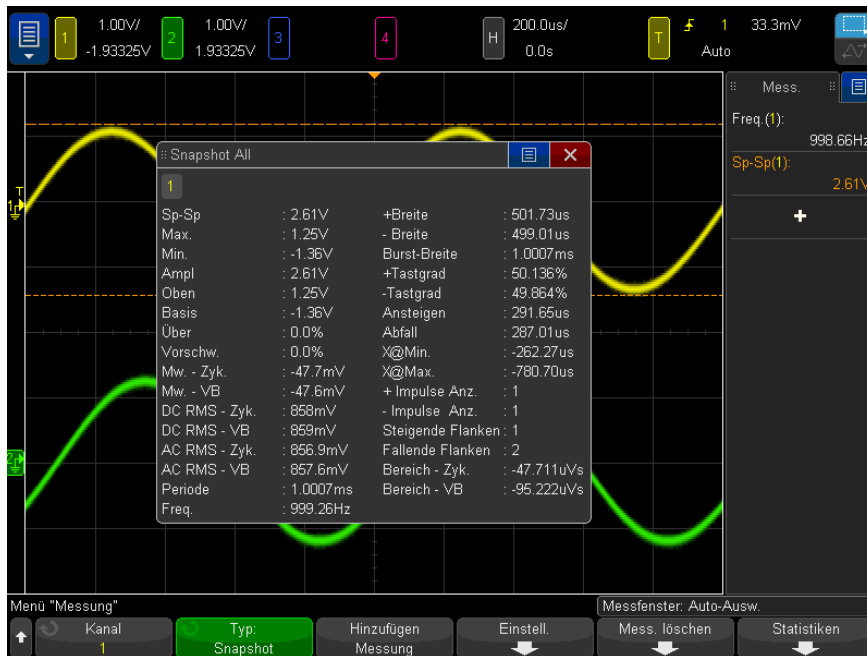 1 1.00V/ -1.93325V
2 1.00V/ 1.93325V
3
4
H 200.0us/ 0.0s
T 1 33.3mV Auto
Mess.
Freq.(1):
998.66Hz
Sp-Sp(1):
2.61V
+
T
1
2
Snapshot All
1
Sp-Sp : 2.61V +Breite : 501.73us
Max. : 1.25V - Breite : 499.01us
Min. : -1.36V Burst-Breite : 1.0007ms
Ampl : 2.61V +Tastgrad : 50.136%
Oben : 1.25V -Tastgrad : 49.864%
Basis : -1.36V Ansteigen : 291.65us
Über : 0.0% Abfall : 287.01us
Vorschw. : 0.0% X@Min. : -262.27us
Mw. - Zyk. : -47.7mV X@Max. : -780.70us
Mw. - VB : -47.6mV + Impulse Anz. : 1
DC RMS - Zyk. : 858mV - Impulse Anz. : 1
DC RMS - VB : 859mV Steigende Flanken : 1
AC RMS - Zyk. : 856.9mV Fallende Flanken : 2
AC RMS - VB : 857.6mV Bereich - Zyk. : -47.711uVs
Periode : 1.0007ms Bereich - VB : -95.222uVs
Freq. : 999.26Hz
Menü "Messung"
Messfenster: Auto-Ausw.
Kanal
1
Typ:
Snapshot
Hinzufügen
Messung
Einstell.
Mess. löschen
Statistiken